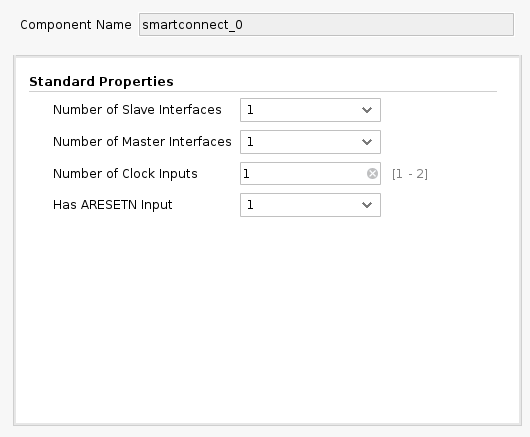 Component Name smartconnect_0
Standard Properties
Number of Slave Interfaces 1
Number of Master Interfaces 1
Number of Clock Inputs 1 [1 - 2]
Has ARESETN Input 1